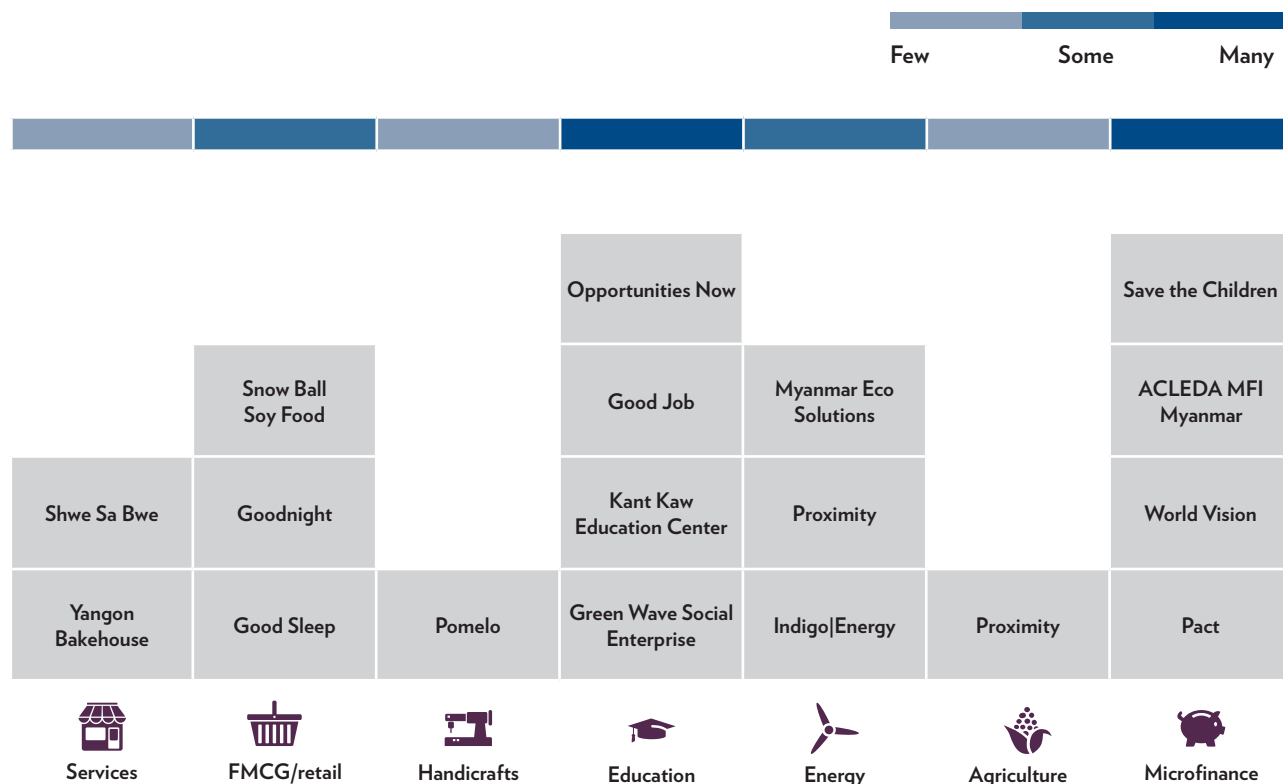 Few Some Many
Opportunities Now Save the Children
Snow Ball
Soy Food
Good Job
Myanmar Eco
Solutions
ACLEDA MFI
Myanmar
Shwe Sa Bwe
Goodnight
Kant Kaw
Education Center
Proximity
World Vision
Yangon
Bakehouse
Good Sleep
Pomelo
Green Wave Social
Enterprise
Indigo|Energy
Proximity
Pact
Services FMCG/retail Handicrafts Education Energy Agriculture Microfinance